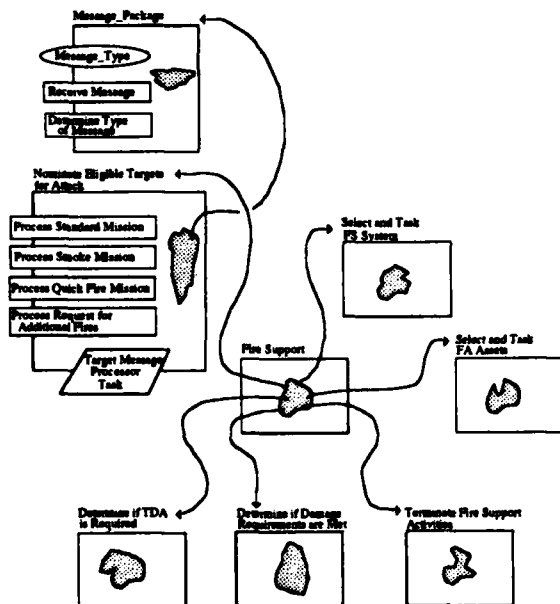 Message_Package
Message_Type
Receive Message
Determine Type
of Message
Nominate Eligible Targets
for Attack
Process Standard Mission
Process Smoke Mission
Process Quick Fire Mission
Process Request for
Additional Fires
Target Message
Processor
Task
Select and Task
FS System
Fire Support
Select and Task
FA Assets
Determine if TDA
is Required
Determine if Damage
Requirements are Met
Terminate Fire Support
Activities